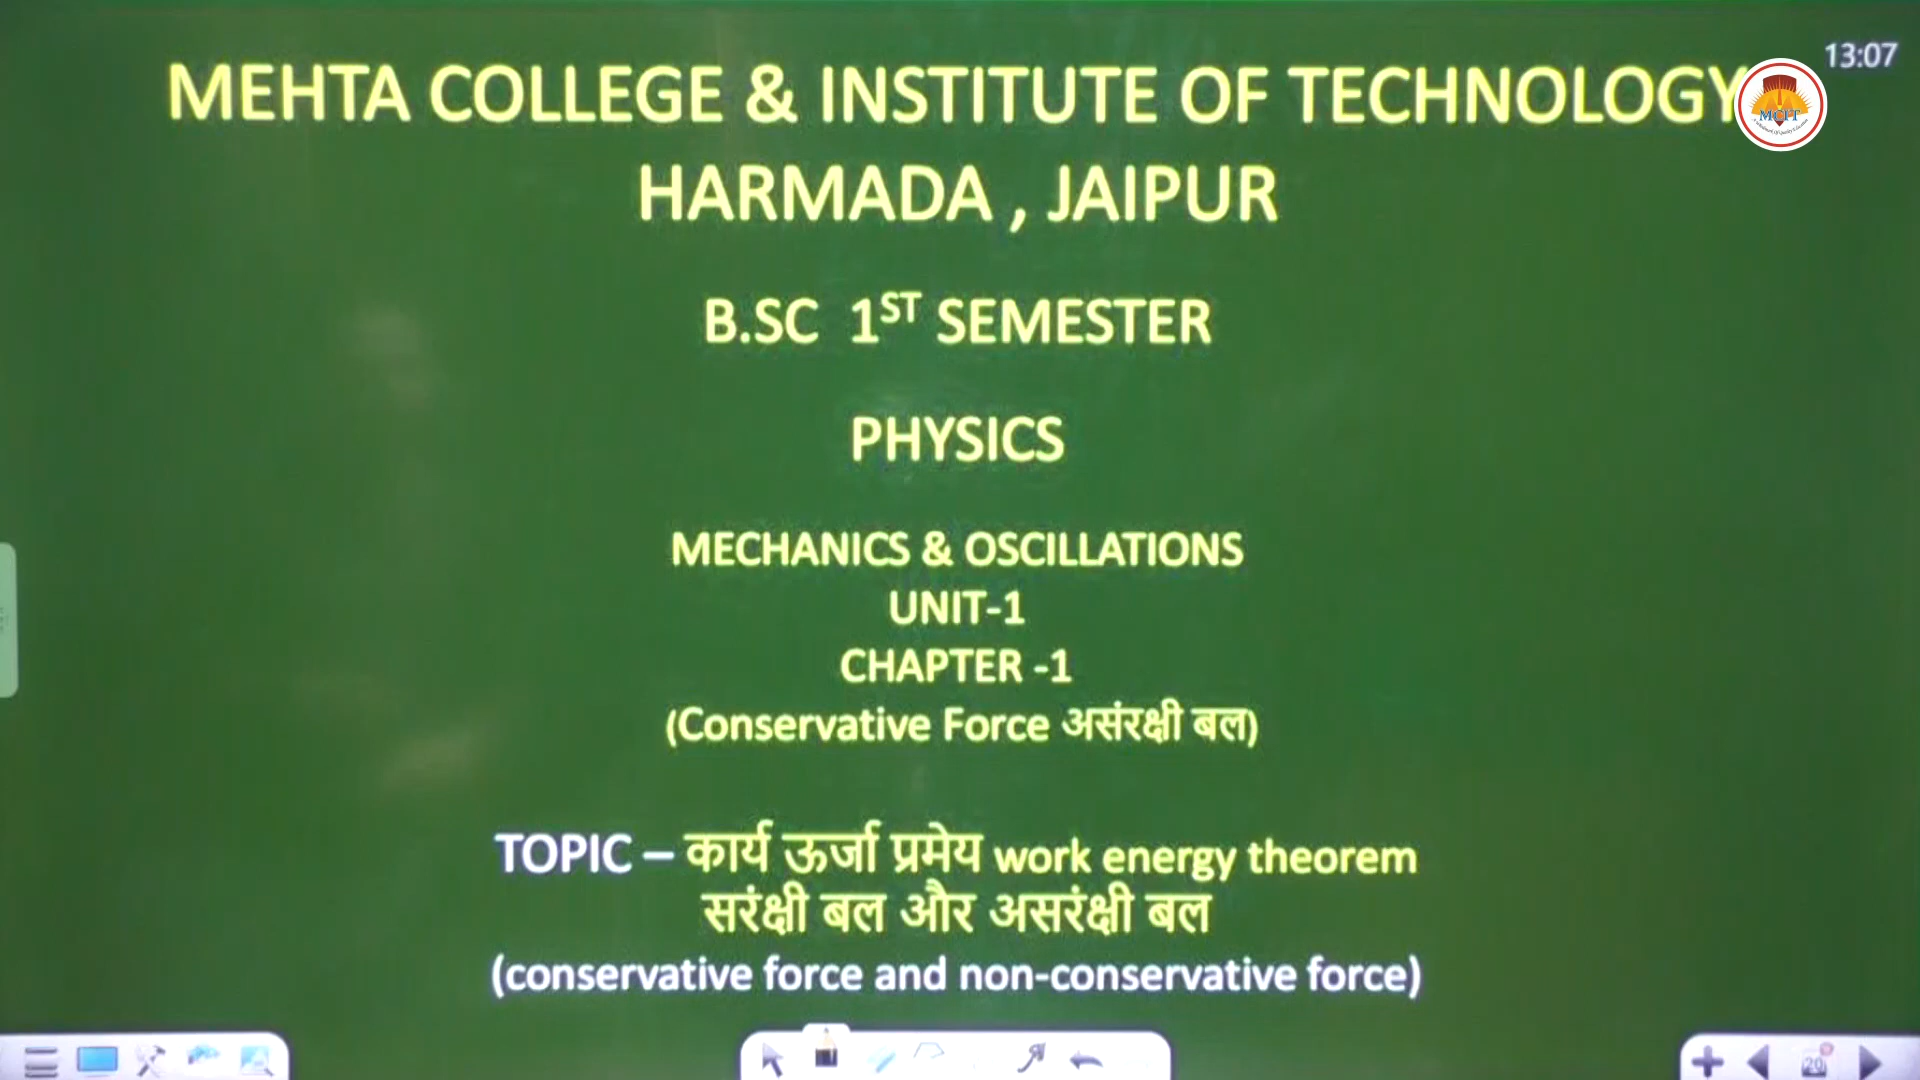 MEHTA COLLEGE & INSTITUTE OF TECHNOLOGY
13:07
MCIT
HARMADA , JAIPUR
B.SC 1ST SEMESTER
PHYSICS
MECHANICS & OSCILLATIONS
UNIT-1
CHAPTER -1
(Conservative Force असंरक्षी बल)
TOPIC – कार्य ऊर्जा प्रमेय work energy theorem
सरंक्षी बल और असरंक्षी बल
(conservative force and non-conservative force)
20